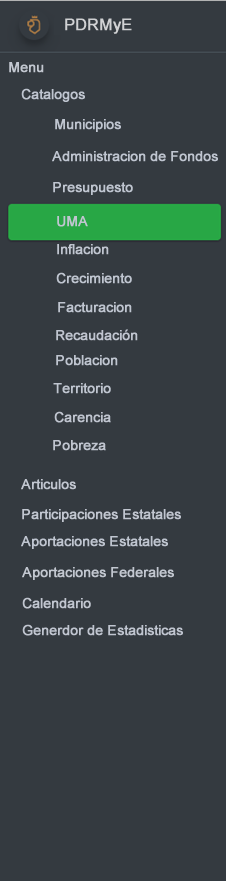 PDRMyE
Menu
Catalogos
Municipios
Administracion de Fondos
Presupuesto
UMA
Inflacion
Crecimiento
Facturacion
Recaudación
Poblacion
Territorio
Carencia
Pobreza
Articulos
Participaciones Estatales
Aportaciones Estatales
Aportaciones Federales
Calendario
Generdor de Estadisticas